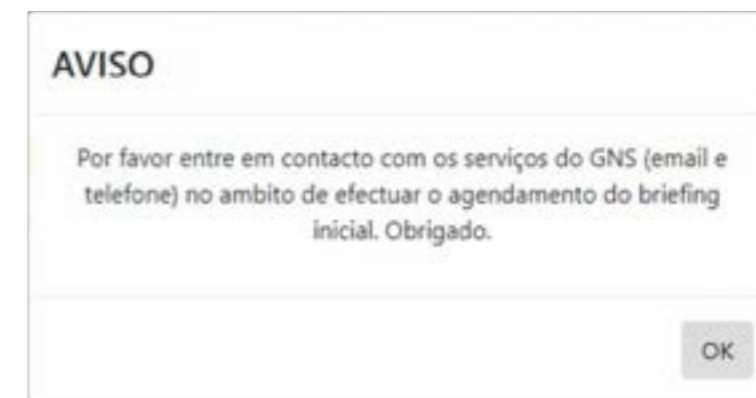 AVISO
Por favor entre em contacto com os serviços do GNS (email e
telefone) no ambito de efectuar o agendamento do briefing
inicial. Obrigado.
OK